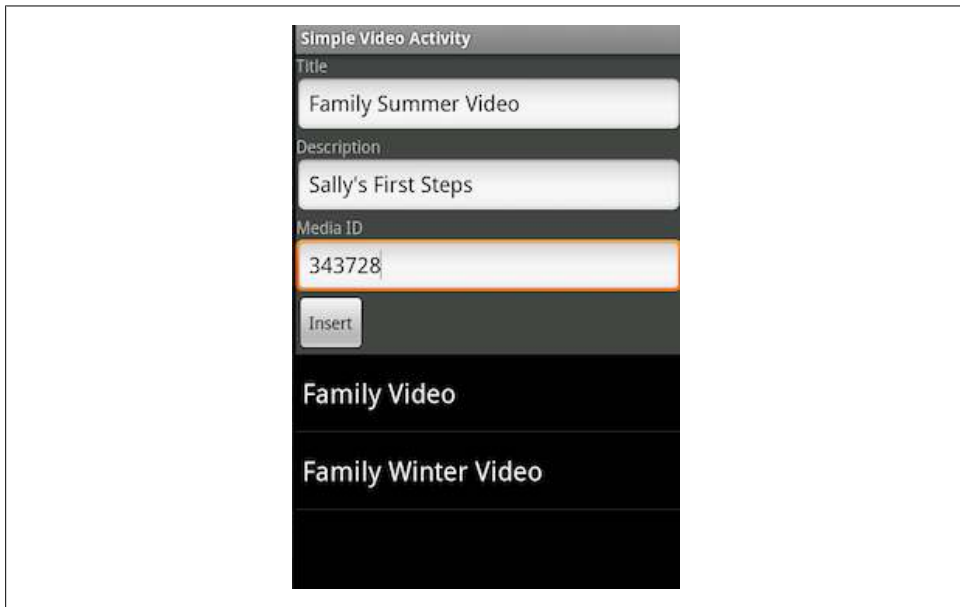 Simple Video Activity
Title
Family Summer Video
Description
Sally's First Steps
Media ID
343728
Insert
Family Video
Family Winter Video